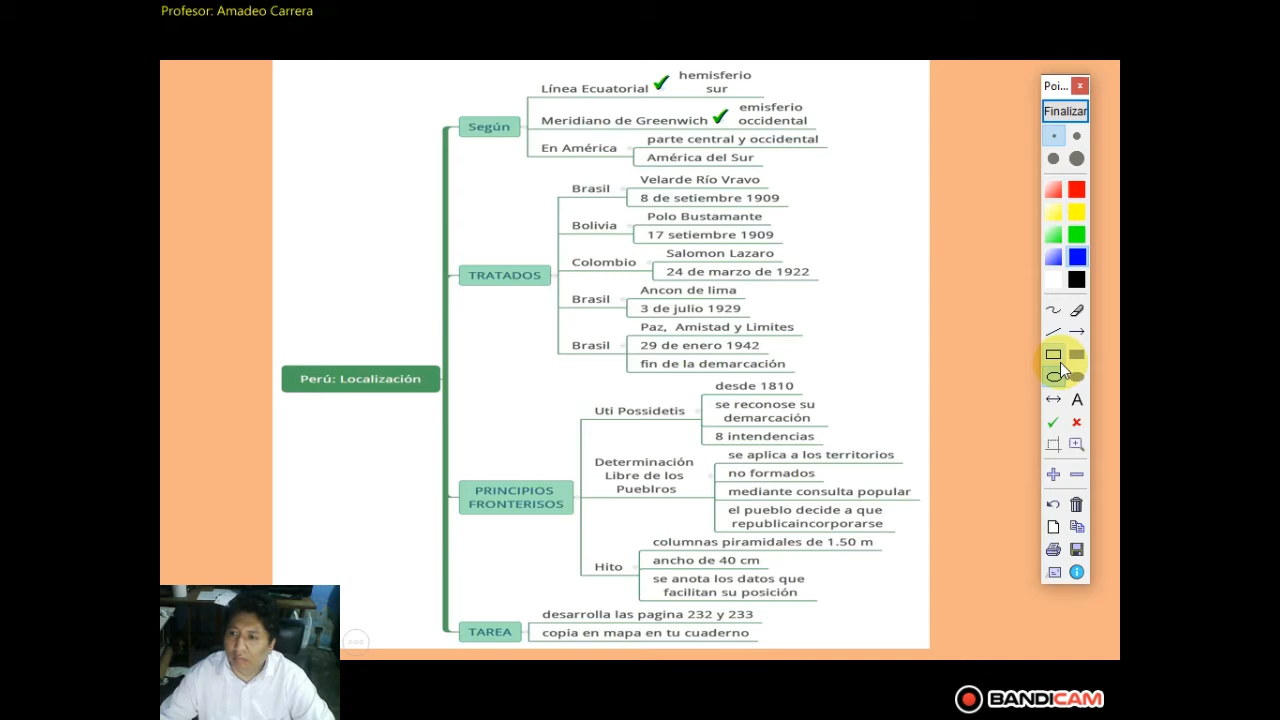 Profesor: Amadeo Carrera
Línea Ecuatorial
hemisferio
sur
Según
Meridiano de Greenwich
emisferio
occidental
En América
parte central y occidental
América del Sur
TRATADOS
Brasil
Velarde Río Vravo
8 de setiembre 1909
Bolivia
Polo Bustamante
17 setiembre 1909
Colombio
Salomon Lazaro
24 de marzo de 1922
Brasil
Ancon de lima
3 de julio 1929
Brasil
Paz, Amistad y Limites
29 de enero 1942
fin de la demarcación
Perú: Localización
PRINCIPIOS
FRONTERISOS
Uti Possidetis
desde 1810
se reconose su
demarcación
8 intendencias
Determinación
Libre de los
Pueblros
se aplica a los territorios
no formados
mediante consulta popular
el pueblo decide a que
republicaincorporarse
Hito
columnas piramidales de 1.50 m
ancho de 40 cm
se anota los datos que
facilitan su posición
TAREA
desarrolla las pagina 232 y 233
copia en mapa en tu cuaderno
Poi...
Finalizar
A
BANDICAM